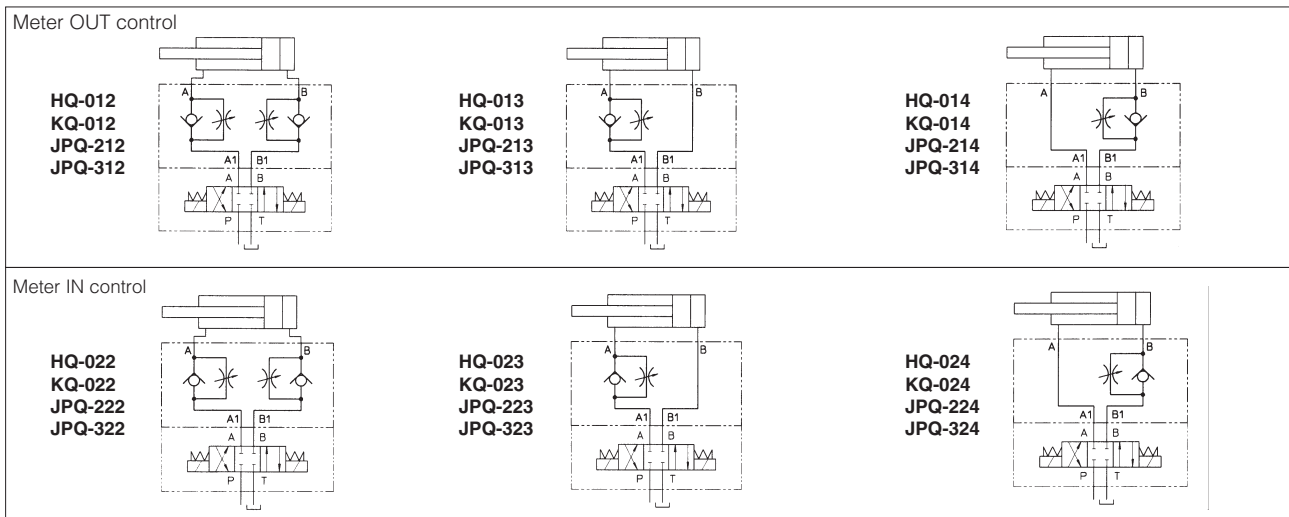 Meter OUT control
HQ-012
KQ-012
JPQ-212
JPQ-312
A B
A1 B1
A B
P T
HQ-013
KQ-013
JPQ-213
JPQ-313
A B
A1 B1
A B
P T
HQ-014
KQ-014
JPQ-214
JPQ-314
A B
A1 B1
A B
P T
Meter IN control
HQ-022
KQ-022
JPQ-222
JPQ-322
A B
A1 B1
A B
P T
HQ-023
KQ-023
JPQ-223
JPQ-323
A B
A1 B1
A B
P T
HQ-024
KQ-024
JPQ-224
JPQ-324
A B
A1 B1
A B
P T